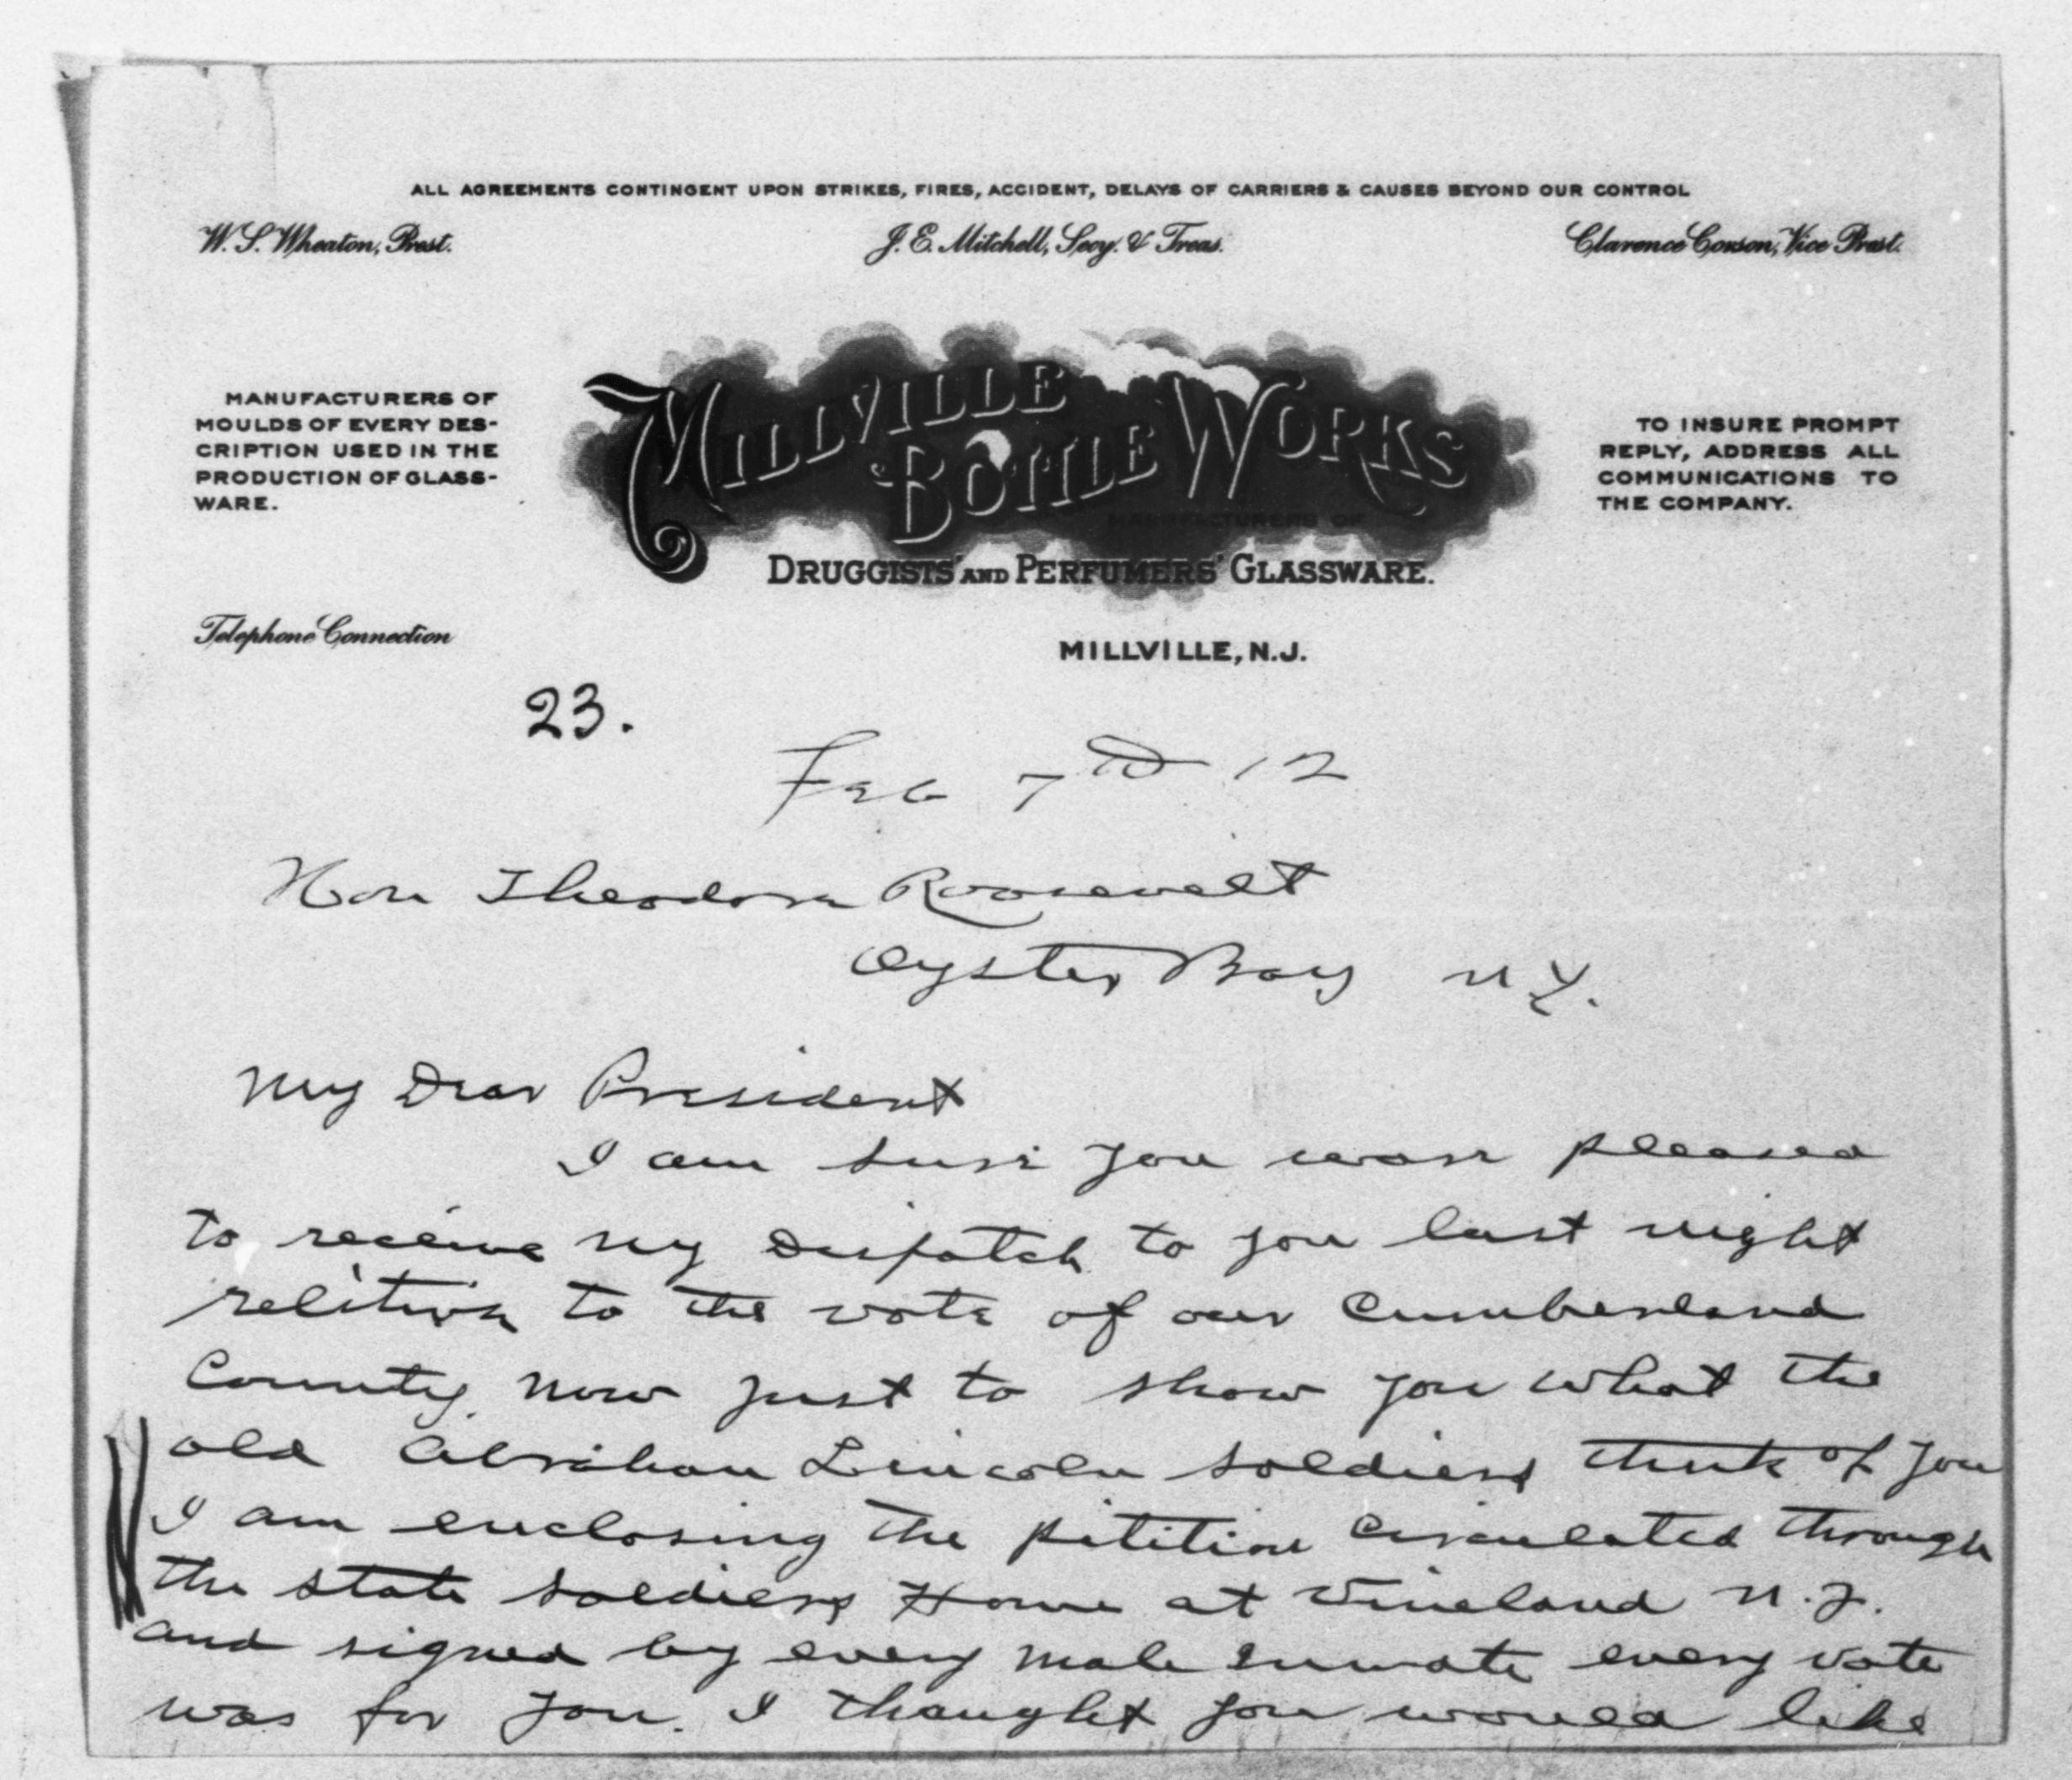 ALL AGREEMENTS CONTINGENT UPON STRIKES, FIRES, ACCIDENT, DELAYS OF CARRIERS & CAUSES BEYOND OUR CONTROL
W. S. Wheaton, Prest. J. E. Mitchell, Secy. & Treas. Clarence Corson, Vice Prest.
MANUFACTURERS OF
MOULDS OF EVERY DES-
CRIPTION USED IN THE
PRODUCTION OF GLASS-
WARE.
MILLVILLE
BOTTLE WORKS
MANUFACTURERS OF
DRUGGISTS' AND PERFUMERS' GLASSWARE.
TO INSURE PROMPT
REPLY, ADDRESS ALL
COMMUNICATIONS TO
THE COMPANY.
Telephone Connection
MILLVILLE, N.J.
23.
Feb 7th 12
Hon Theodore Roosevelt
Oyster Bay N Y.
My Dear President
I am sure you was pleased
to receive my Dispatch to you last night
relitive to the vote of our Cumberland
County. Now just to show you what the
old Abraham Lincoln soldiers think of you
I am enclosing the petition circulated through
the state soldiers Home at Vineland N.J.
and signed by every male Inmate every vote
was for you. I thought you would like